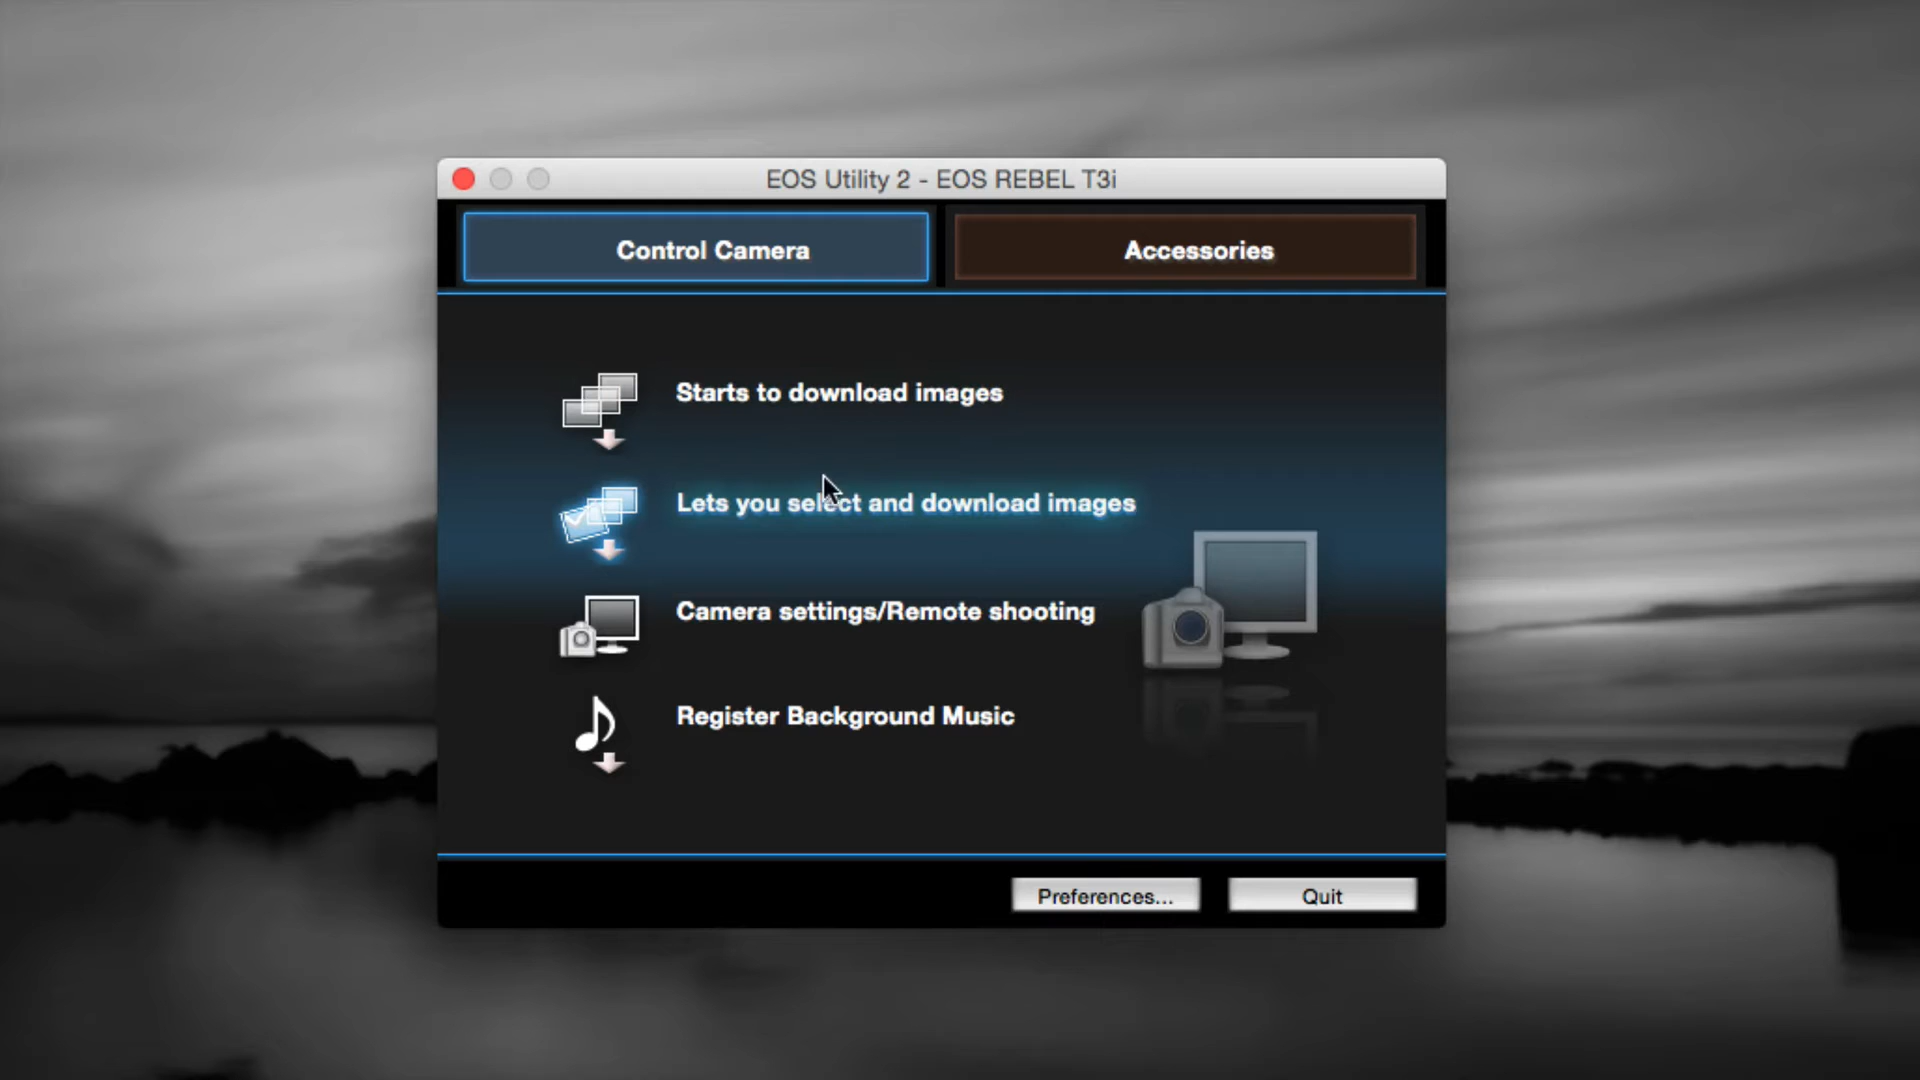 EOS Utility 2 - EOS REBEL T3i
Control Camera
Accessories
Starts to download images
Lets you select and download images
Camera settings/Remote shooting
Register Background Music
Preferences...
Quit